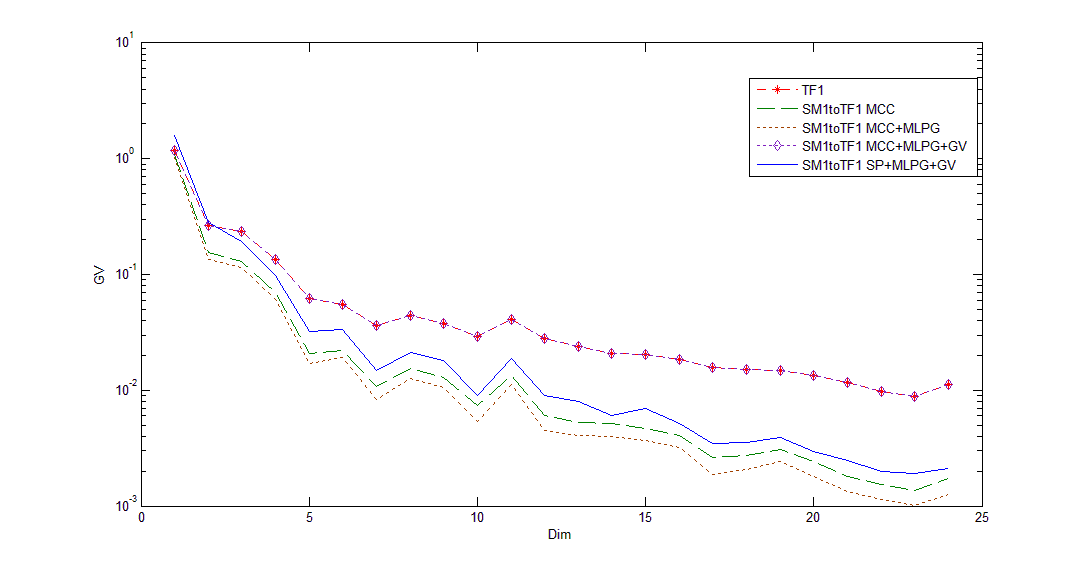 10^1
10^0
10^-1
10^-2
10^-3
GV
0 5 10 15 20 25
Dim
TF1
SM1toTF1 MCC
SM1toTF1 MCC+MLPG
SM1toTF1 MCC+MLPG+GV
SM1toTF1 SP+MLPG+GV